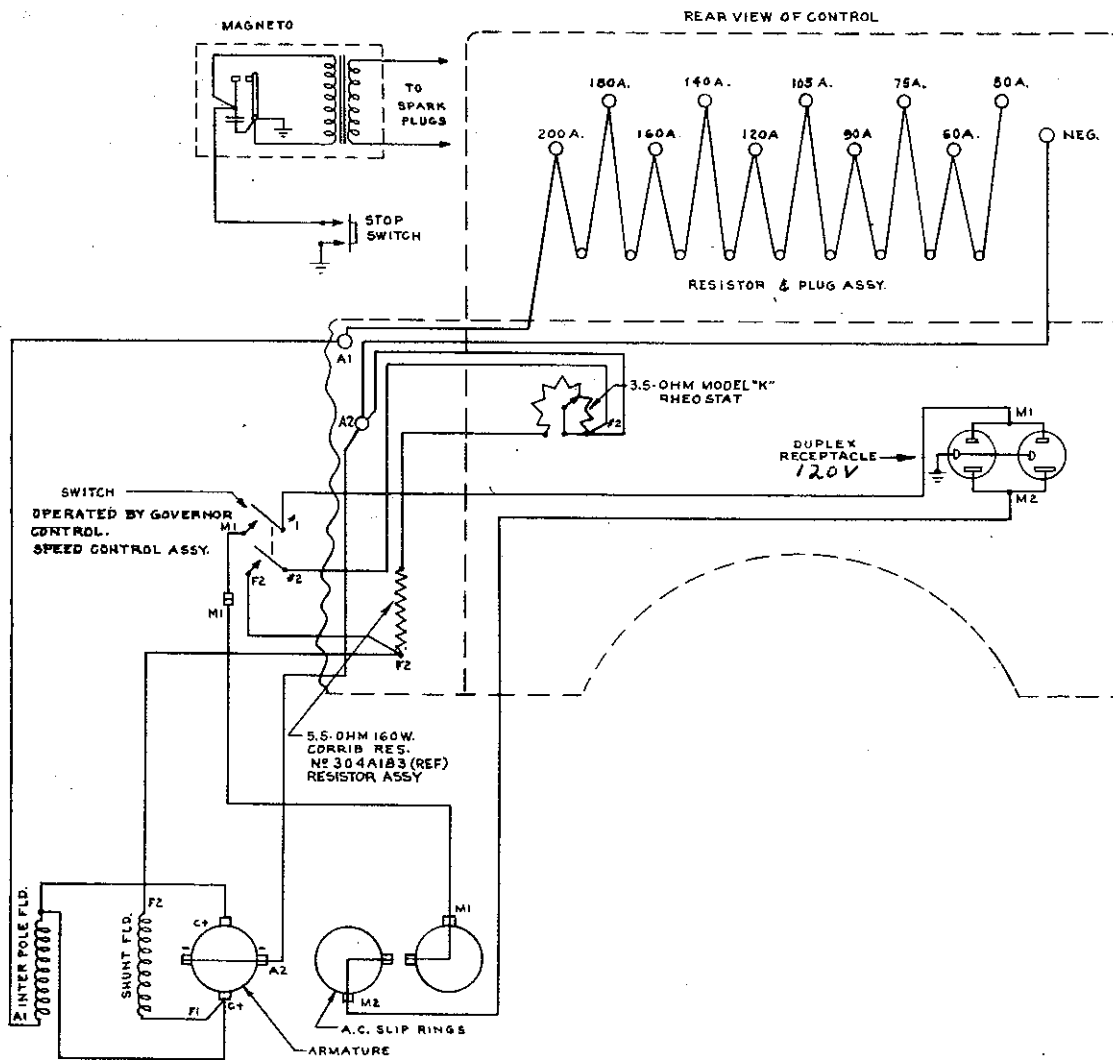 REAR VIEW OF CONTROL
MAGNETO
TO
SPARK
PLUGS
180A.
140A.
105A.
75A.
50A.
200A.
160A.
120A
90A
60A.
NEG.
STOP
SWITCH
RESISTOR & PLUG ASSY.
A1
3.5-OHM MODEL "K"
RHEOSTAT
#2
A2
M1
DUPLEX
RECEPTACLE
120V
M2
SWITCH
OPERATED BY GOVERNOR
CONTROL.
SPEED CONTROL ASSY.
M1
#1
F2
#2
M1
F2
5.5-OHM 160W.
CORRIB RES.
Nº 304A183 (REF)
RESISTOR ASSY
A1 INTER POLE FLD.
SHUNT FLD.
F2
C+
-
-
A2
F1
C+
M1
M2
A.C. SLIP RINGS
ARMATURE